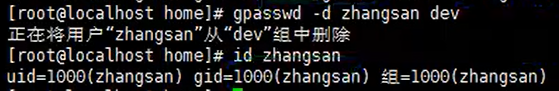 [root@localhost home]# gpasswd -d zhangsan dev
正在将用户“zhangsan”从“dev”组中删除
[root@localhost home]# id zhangsan
uid=1000(zhangsan) gid=1000(zhangsan) 组=1000(zhangsan)